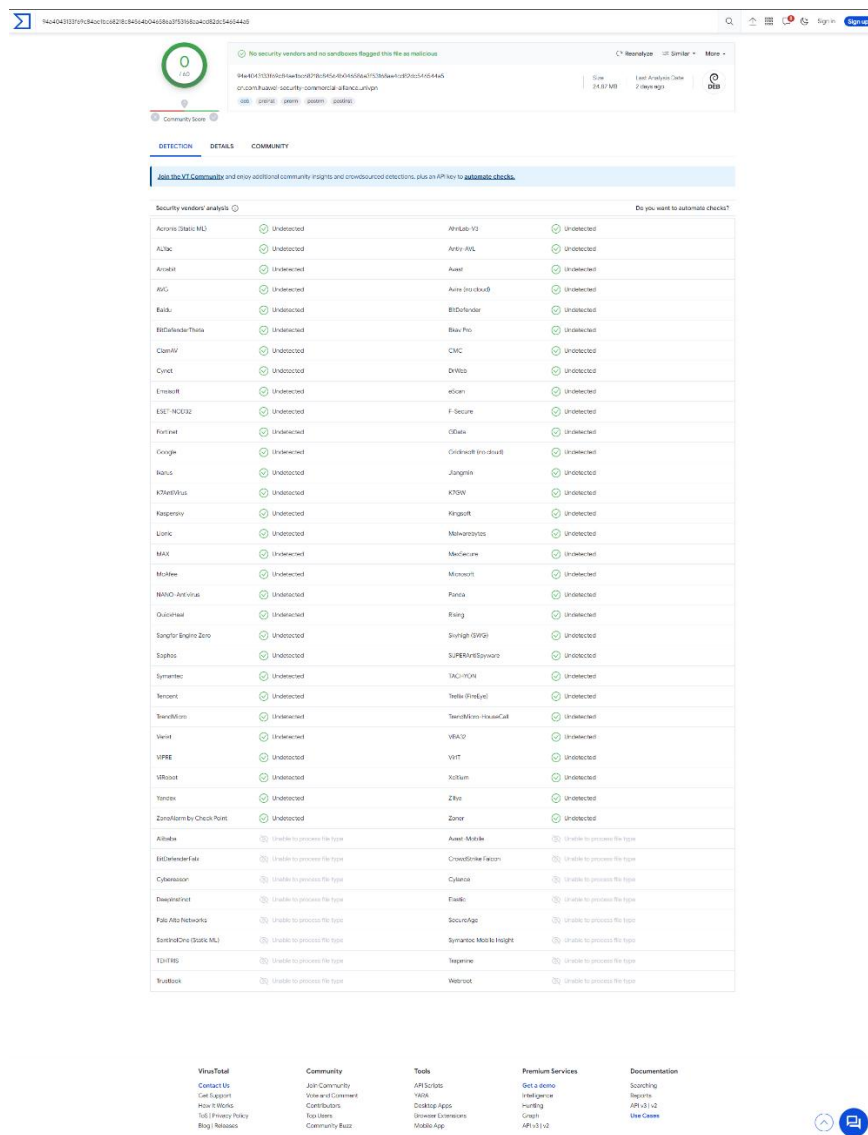 Sign in
Sign up
0
/ 60
Community Score
No security vendors and no sandboxes flagged this file as malicious
Reanalyze
Similar
More
Size
24.87 MB
Last Analysis Date
2 days ago
DEB
deb
preinst
prerm
postrm
postinst
DETECTION
DETAILS
COMMUNITY
Join the VT Community and enjoy additional community insights and crowdsourced detections, plus an API key to automate checks.
Security vendors' analysis
Do you want to automate checks?
Acronis (Static ML) Undetected AhnLab-V3 Undetected
ALYac Undetected Antiy-AVL Undetected
Arcabit Undetected Avast Undetected
AVG Undetected Avira (no cloud) Undetected
Baidu Undetected BitDefender Undetected
BitDefenderTheta Undetected Bkav Pro Undetected
ClamAV Undetected CMC Undetected
Cynet Undetected DrWeb Undetected
Emsisoft Undetected eScan Undetected
ESET-NOD32 Undetected F-Secure Undetected
Fortinet Undetected GData Undetected
Google Undetected Gridinsoft (no cloud) Undetected
Ikarus Undetected Jiangmin Undetected
K7AntiVirus Undetected K7GW Undetected
Kaspersky Undetected Kingsoft Undetected
Lionic Undetected Malwarebytes Undetected
MAX Undetected MaxSecure Undetected
McAfee Undetected Microsoft Undetected
NANO-Antivirus Undetected Panda Undetected
QuickHeal Undetected Rising Undetected
Sangfor Engine Zero Undetected Skyhigh (SWG) Undetected
Sophos Undetected SUPERAntiSpyware Undetected
Symantec Undetected TACHYON Undetected
Tencent Undetected Trellix (FireEye) Undetected
TrendMicro Undetected TrendMicro-HouseCall Undetected
Varist Undetected VBA32 Undetected
VIPRE Undetected VirIT Undetected
ViRobot Undetected Xcitium Undetected
Yandex Undetected Zillya Undetected
ZoneAlarm by Check Point Undetected Zoner Undetected
Alibaba Unable to process file type Avast-Mobile Unable to process file type
BitDefenderFalx Unable to process file type CrowdStrike Falcon Unable to process file type
Cybereason Unable to process file type Cylance Unable to process file type
DeepInstinct Unable to process file type Elastic Unable to process file type
Palo Alto Networks Unable to process file type SecureAge Unable to process file type
SentinelOne (Static ML) Unable to process file type Symantec Mobile Insight Unable to process file type
TEHTRIS Unable to process file type Trapmine Unable to process file type
Trustlook Unable to process file type Webroot Unable to process file type
VirusTotal
Contact Us
Get Support
How It Works
ToS | Privacy Policy
Blog | Releases
Community
Join Community
Vote and Comment
Contributors
Top Users
Community Buzz
Tools
API Scripts
YARA
Desktop Apps
Browser Extensions
Mobile App
Premium Services
Get a demo
Intelligence
Hunting
Graph
API v3 | v2
Documentation
Searching
Reports
API v3 | v2
Use Cases